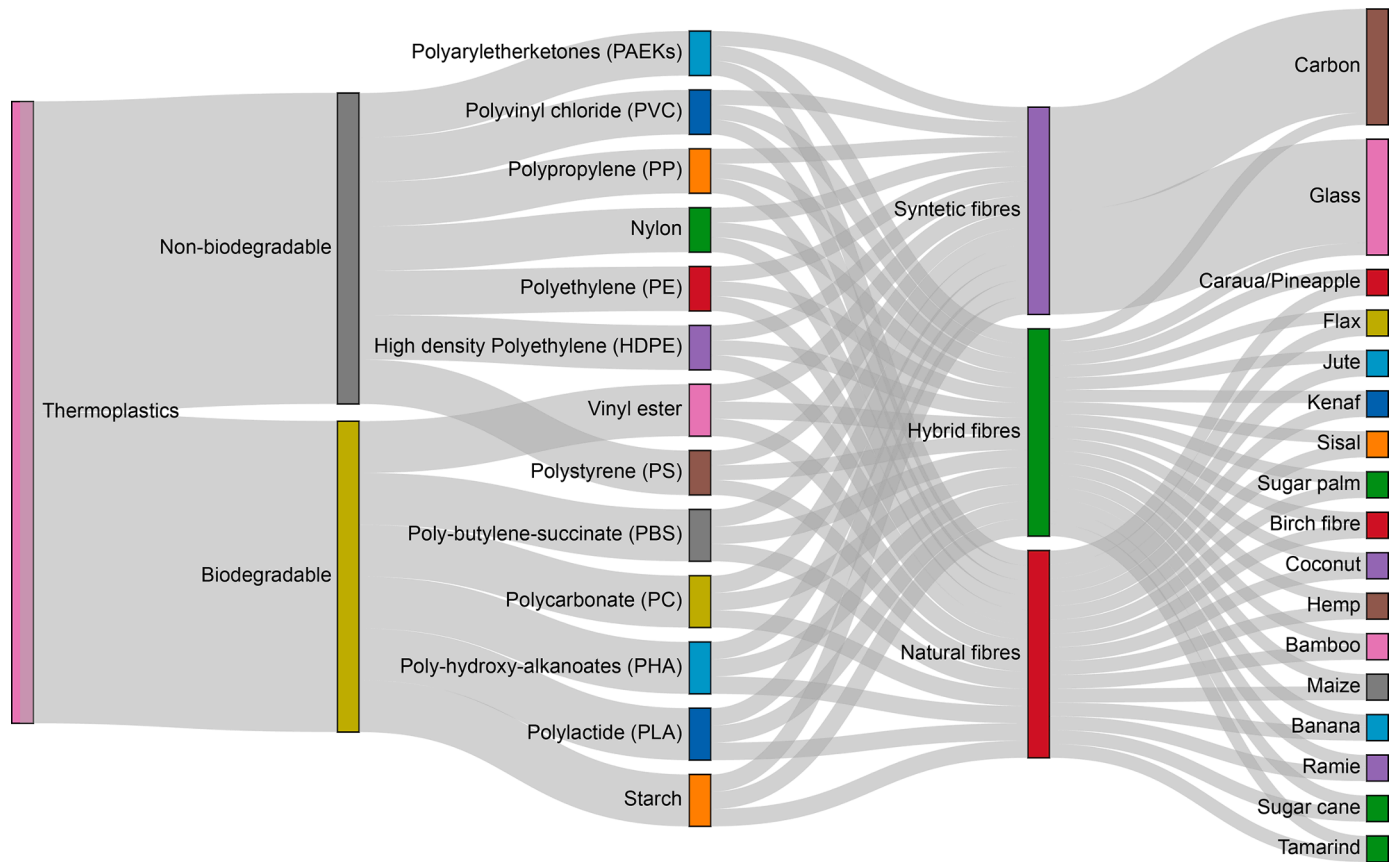 Thermoplastics
Non-biodegradable
Biodegradable
Polyaryletherketones (PAEKs)
Polyvinyl chloride (PVC)
Polypropylene (PP)
Nylon
Polyethylene (PE)
High density Polyethylene (HDPE)
Vinyl ester
Polystyrene (PS)
Poly-butylene-succinate (PBS)
Polycarbonate (PC)
Poly-hydroxy-alkanoates (PHA)
Polylactide (PLA)
Starch
Syntetic fibres
Hybrid fibres
Natural fibres
Carbon
Glass
Caraua/Pineapple
Flax
Jute
Kenaf
Sisal
Sugar palm
Birch fibre
Coconut
Hemp
Bamboo
Maize
Banana
Ramie
Sugar cane
Tamarind